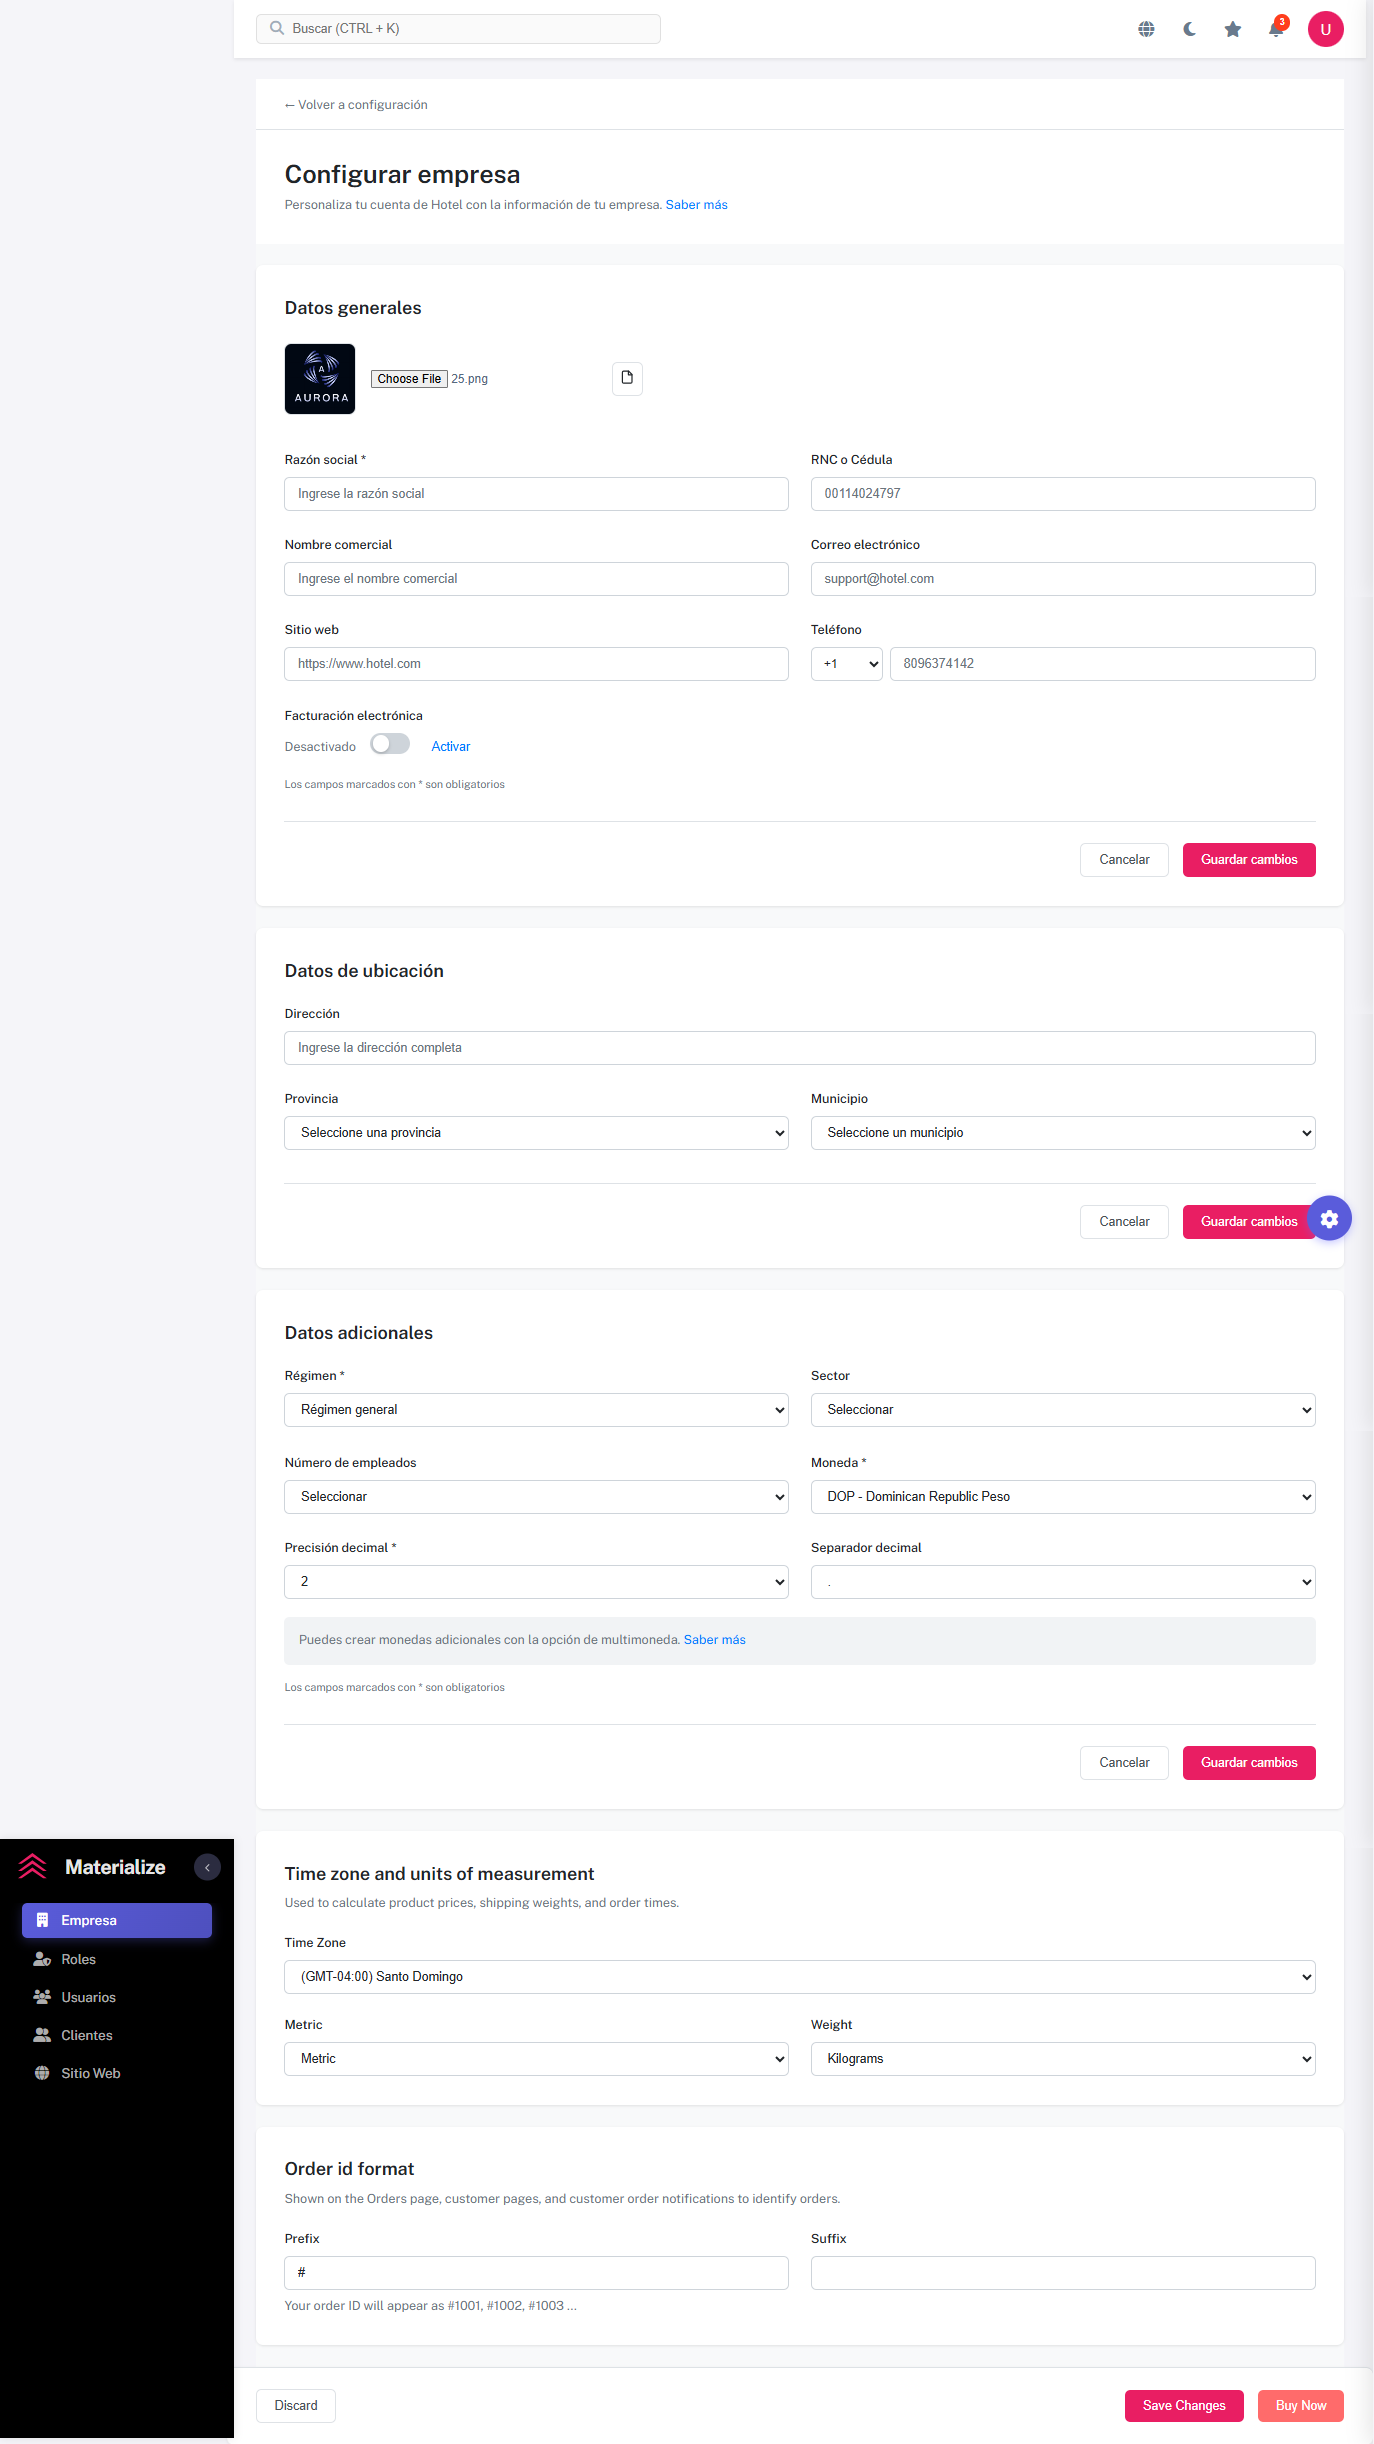 Buscar (CTRL + K)
3
U
← Volver a configuración
Configurar empresa
Personaliza tu cuenta de Hotel con la información de tu empresa. Saber más
Datos generales
A
AURORA
Choose File 25.png
Razón social *
RNC o Cédula
Ingrese la razón social
00114024797
Nombre comercial
Correo electrónico
Ingrese el nombre comercial
support@hotel.com
Sitio web
Teléfono
https://www.hotel.com
+1
8096374142
Facturación electrónica
Desactivado
Activar
Los campos marcados con * son obligatorios
Cancelar
Guardar cambios
Datos de ubicación
Dirección
Ingrese la dirección completa
Provincia
Municipio
Seleccione una provincia
Seleccione un municipio
Cancelar
Guardar cambios
Datos adicionales
Régimen *
Sector
Régimen general
Seleccionar
Número de empleados
Moneda *
Seleccionar
DOP - Dominican Republic Peso
Precisión decimal *
Separador decimal
2
.
Puedes crear monedas adicionales con la opción de multimoneda. Saber más
Los campos marcados con * son obligatorios
Cancelar
Guardar cambios
Materialize
Empresa
Roles
Usuarios
Clientes
Sitio Web
Time zone and units of measurement
Used to calculate product prices, shipping weights, and order times.
Time Zone
(GMT-04:00) Santo Domingo
Metric
Weight
Metric
Kilograms
Order id format
Shown on the Orders page, customer pages, and customer order notifications to identify orders.
Prefix
Suffix
#
Your order ID will appear as #1001, #1002, #1003 ...
Discard
Save Changes
Buy Now